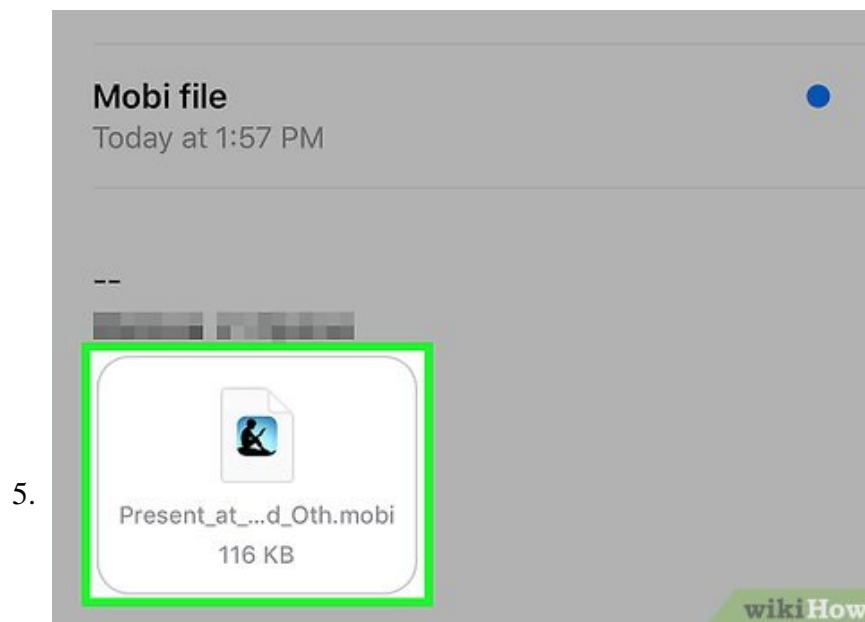 Mobi file
Today at 1:57 PM
--
5.
Present_at_...d_Oth.mobi
116 KB
wikiHow